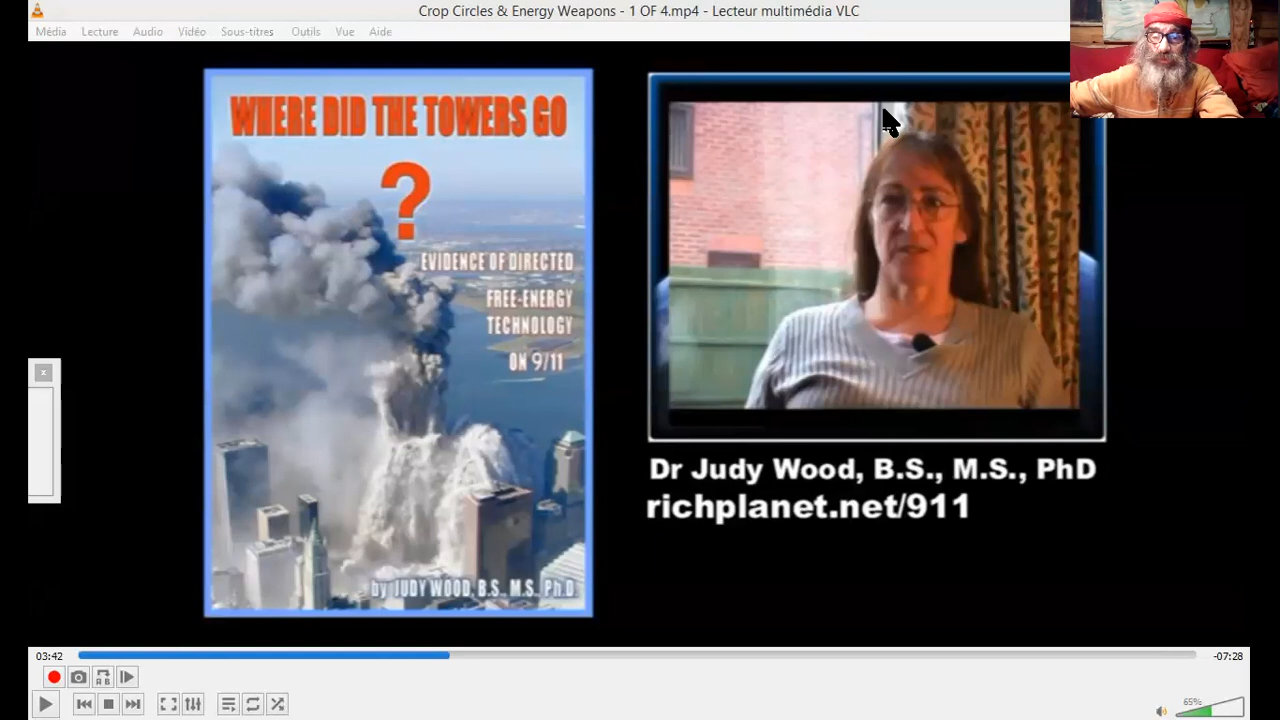 Crop Circles & Energy Weapons - 1 OF 4.mp4 - Lecteur multimédia VLC
Média Lecture Audio Vidéo Sous-titres Outils Vue Aide
WHERE DID THE TOWERS GO
?
EVIDENCE OF DIRECTED
FREE-ENERGY
TECHNOLOGY
ON 9/11
by JUDY WOOD, B.S., M.S., Ph.D.
Dr Judy Wood, B.S., M.S., PhD
richplanet.net/911
x
03:42
-07:28
65%